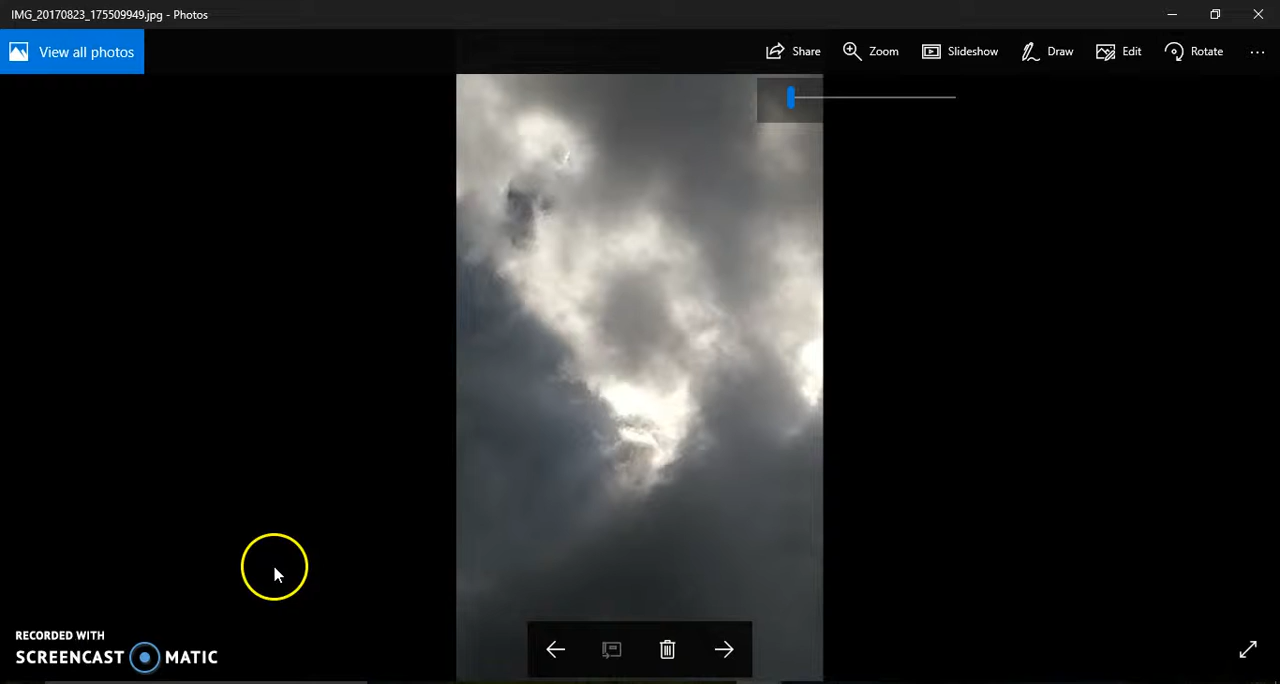 IMG_20170823_175509949.jpg - Photos
View all photos
Share
Zoom
Slideshow
Draw
Edit
Rotate
RECORDED WITH
SCREENCAST MATIC